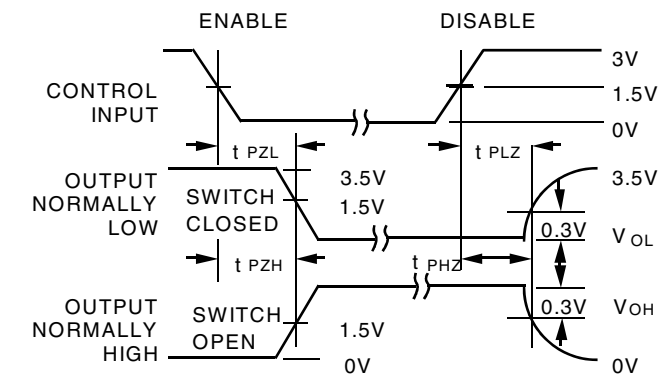 ENABLE DISABLE
3V
CONTROL 1.5V
INPUT
0V
t PZL t PLZ
OUTPUT 3.5V 3.5V
NORMALLY SWITCH 1.5V
LOW CLOSED 0.3V VOL
t PZH t PHZ
OUTPUT SWITCH 0.3V VOH
NORMALLY 1.5V
HIGH OPEN
0V 0V